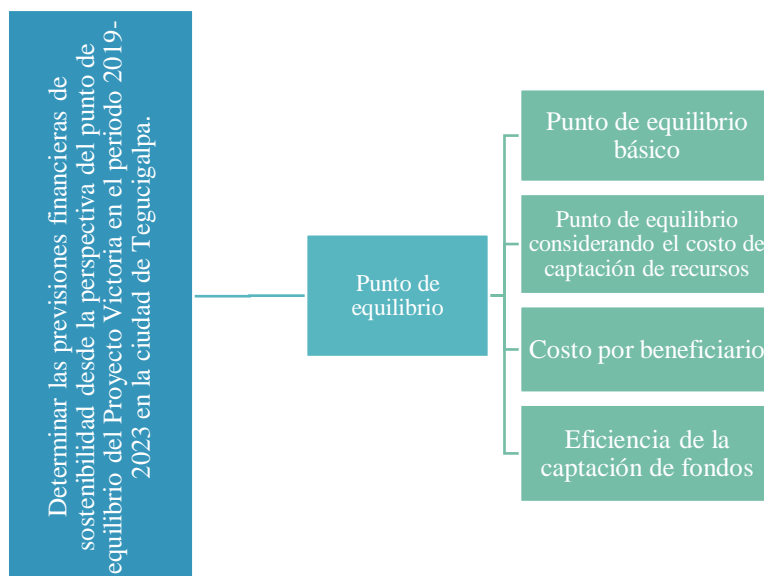 Determinar las previsiones financieras de
sostenibilidad desde la perspectiva del punto de
equilibrio del Proyecto Victoria en el periodo 2019-
2023 en la ciudad de Tegucigalpa.
Punto de
equilibrio
Punto de equilibrio
básico
Punto de equilibrio
considerando el costo de
captación de recursos
Costo por beneficiario
Eficiencia de la
captación de fondos